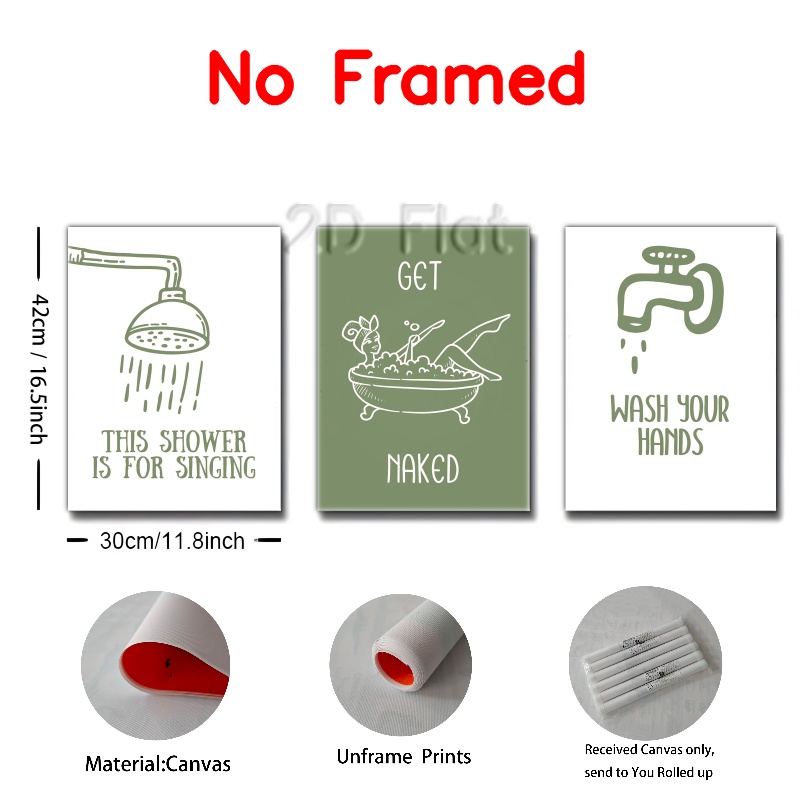 No Framed
2D Flat
42cm / 16.5inch
THIS SHOWER
IS FOR SINGING
GET
NAKED
WASH YOUR
HANDS
30cm/11.8inch
Material:Canvas
Unframe Prints
Received Canvas only,
send to You Rolled up